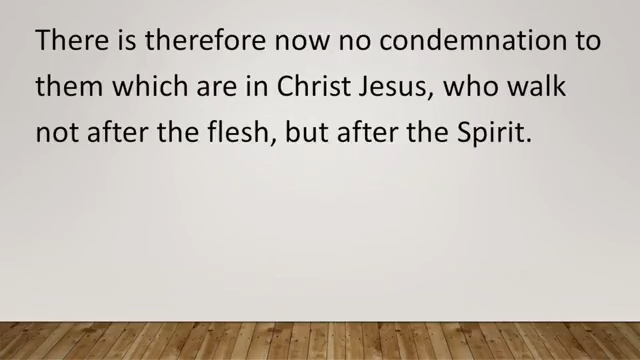 There is therefore now no condemnation to
them which are in Christ Jesus, who walk
not after the flesh, but after the Spirit.